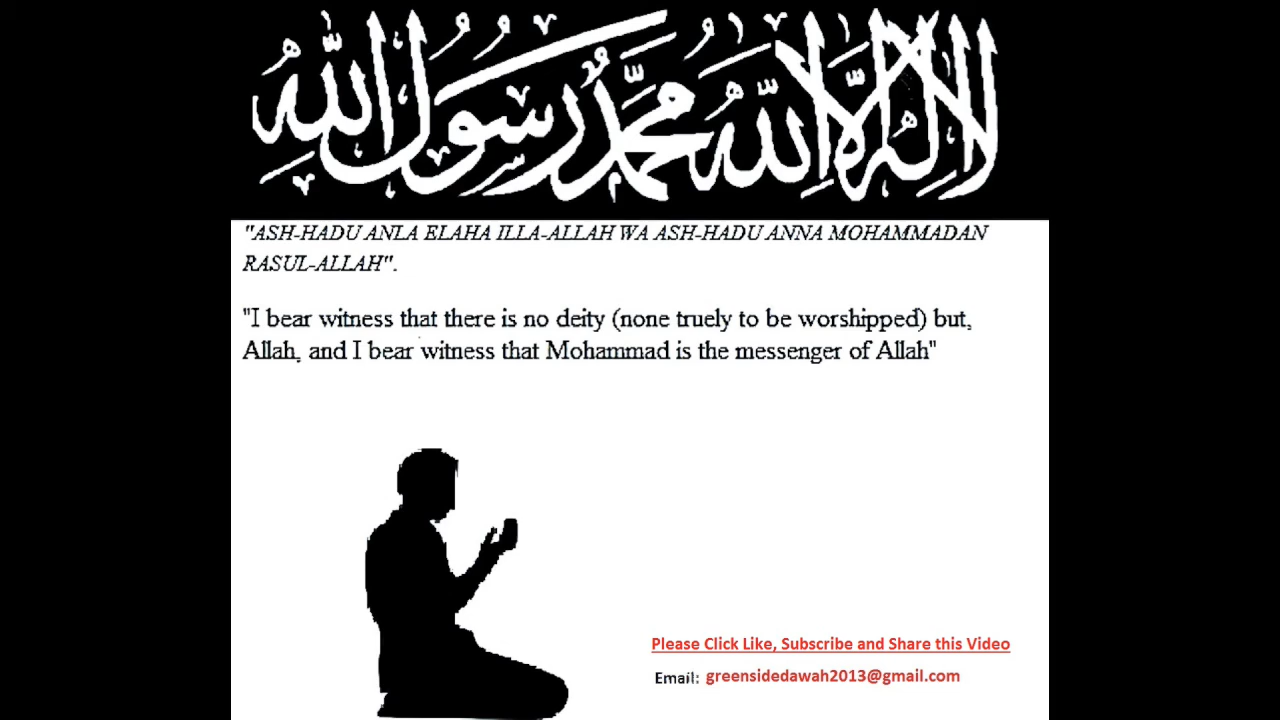 لا إله إلا الله محمد رسول الله
"ASH-HADU ANLA ELAHA ILLA-ALLAH WA ASH-HADU ANNA MOHAMMADAN
RASUL-ALLAH".
"I bear witness that there is no deity (none truely to be worshipped) but,
Allah, and I bear witness that Mohammad is the messenger of Allah"
Please Click Like, Subscribe and Share this Video
Email: greensidedawah2013@gmail.com